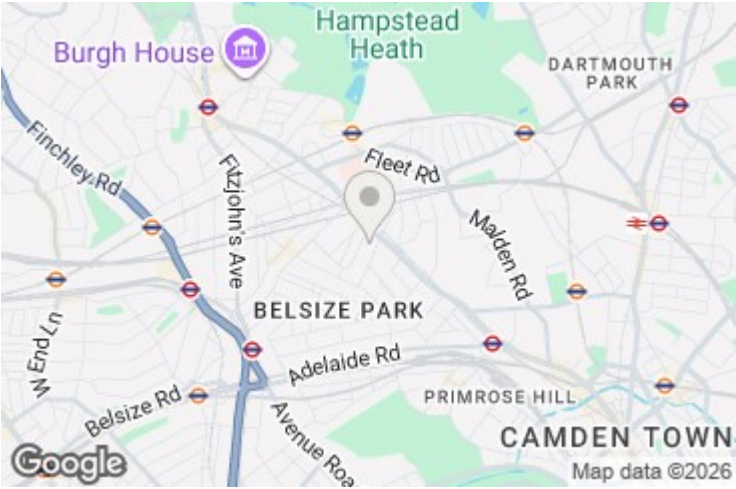 Hampstead
Heath
Burgh House
DARTMOUTH
PARK
Finchley Rd
Fleet Rd
Fitzjohn's Ave
Malden Rd
BELSIZE PARK
W End Ln
Adelaide Rd
Belsize Rd
PRIMROSE HILL
Avenue Roa
CAMDEN TOWN
Google
Map data ©2026